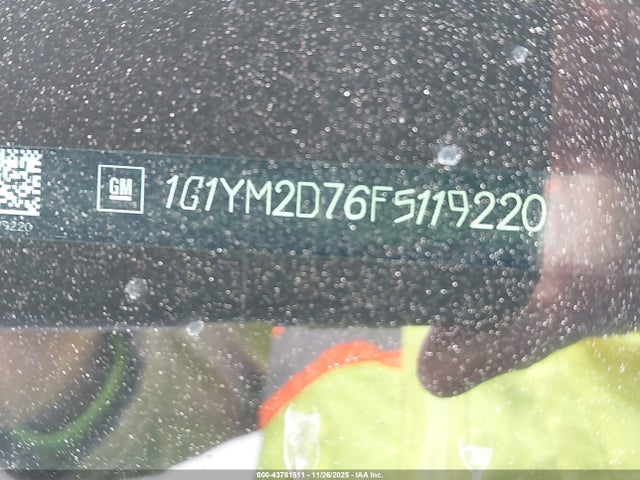 GM 1G1YM2D76F5119220
9220
000-43781511 - 11/26/2025 - IAA Inc.